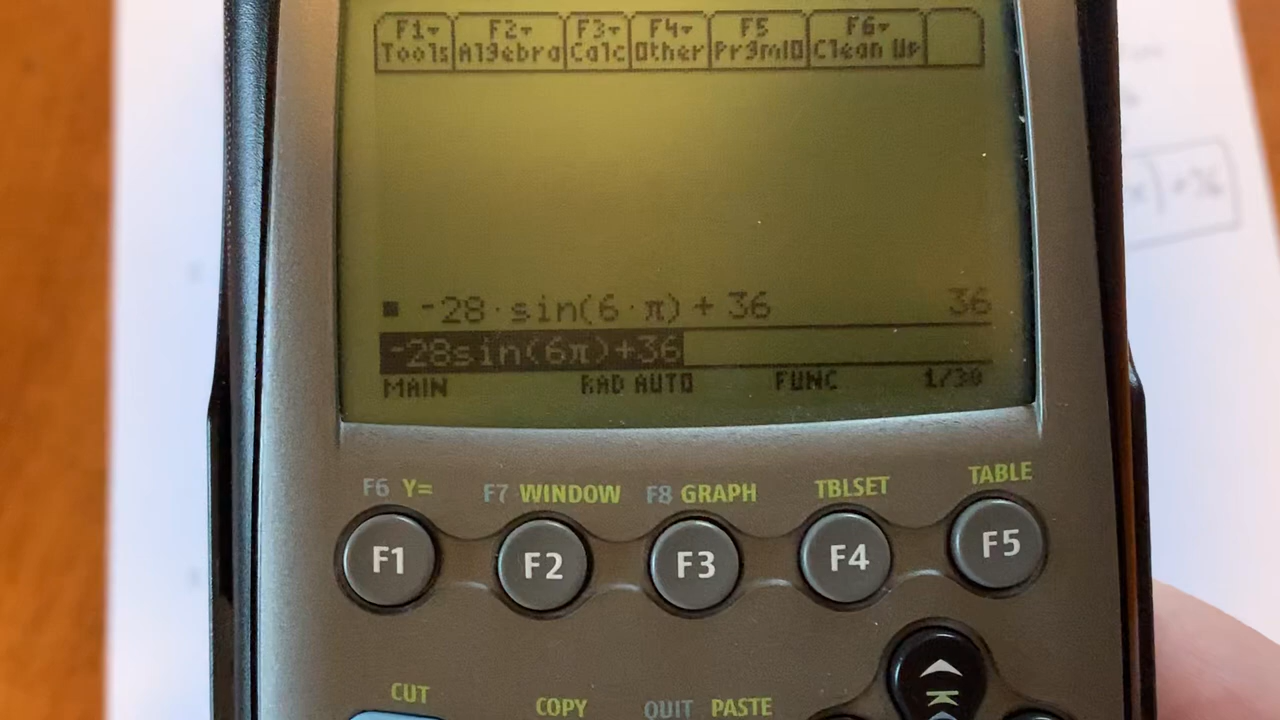 F1▾ F2▾ F3▾ F4▾ F5 F6▾
Tools Algebra Calc Other PrgmIO Clean Up
▪ -28·sin(6·π) + 36 36
-28sin(6π)+36
MAIN RAD AUTO FUNC 1/30
F6 Y= F7 WINDOW F8 GRAPH TBLSET TABLE
F1 F2 F3 F4 F5
CUT COPY QUIT PASTE
K